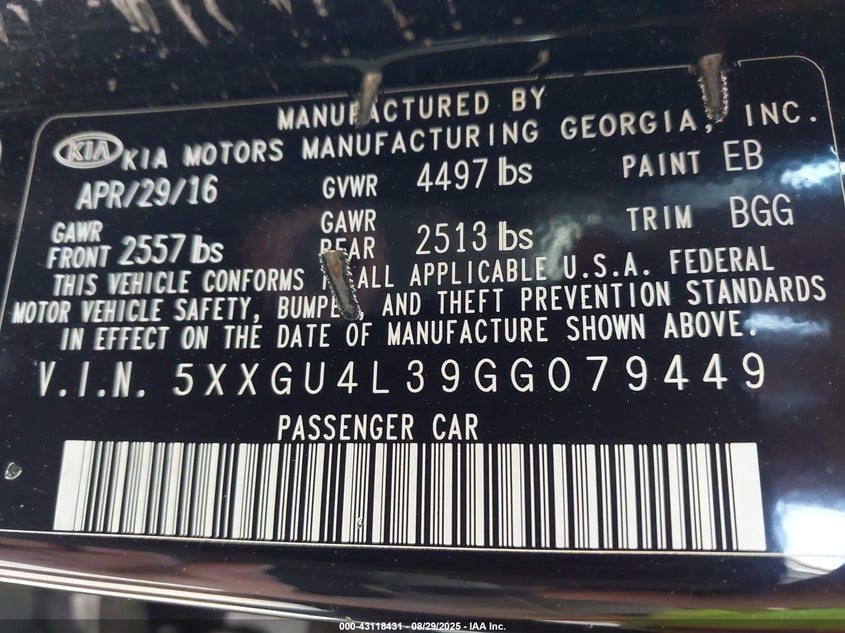 MANUFACTURED BY
KIA KIA MOTORS MANUFACTURING GEORGIA, INC.
APR/29/16 GVWR 4497 lbs PAINT EB
GAWR FRONT 2557 lbs GAWR REAR 2513 lbs TRIM BGG
THIS VEHICLE CONFORMS TO ALL APPLICABLE U.S.A. FEDERAL
MOTOR VEHICLE SAFETY, BUMPER AND THEFT PREVENTION STANDARDS
IN EFFECT ON THE DATE OF MANUFACTURE SHOWN ABOVE.
V.I.N. 5XXGU4L39GG079449
PASSENGER CAR
000-43118431 - 08/29/2025 - IAA Inc.